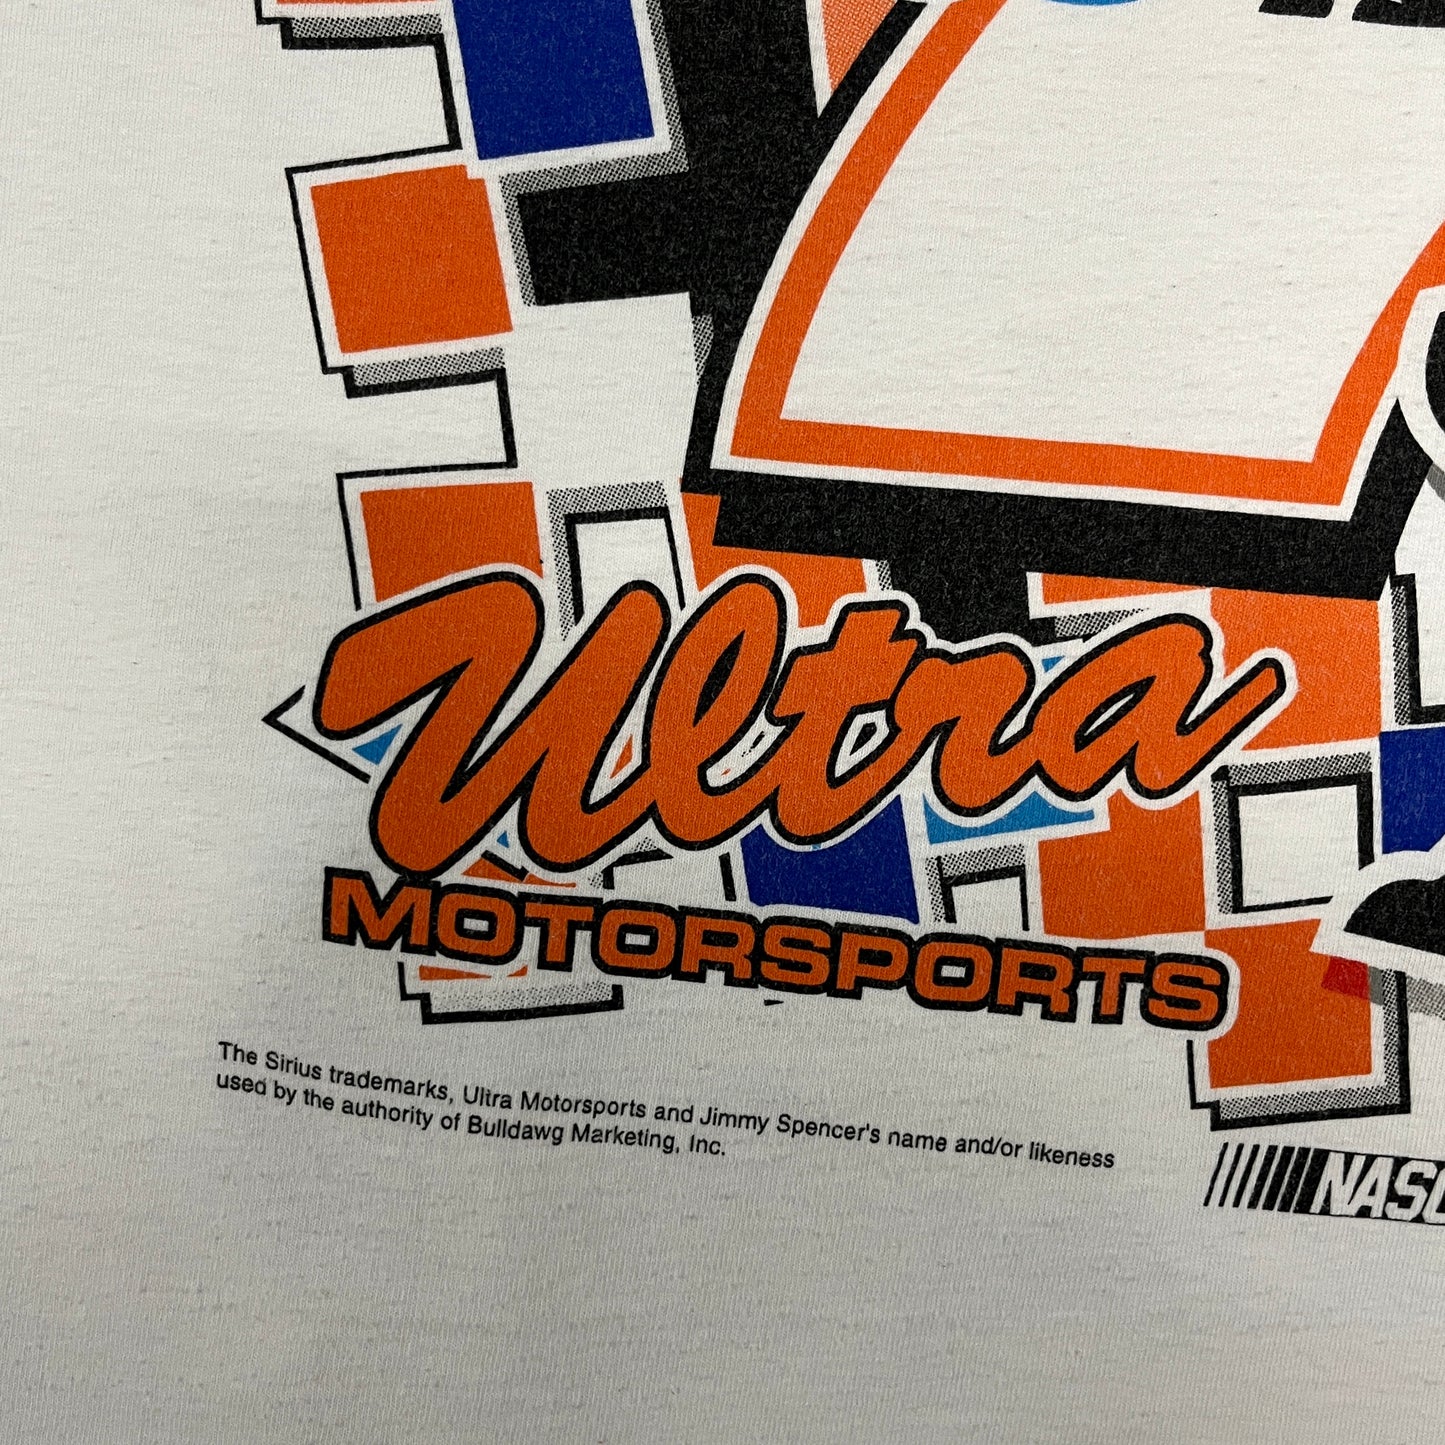 Ultra
MOTORSPORTS
The Sirius trademarks, Ultra Motorsports and Jimmy Spencer's name and/or likeness
used by the authority of Bulldawg Marketing, Inc.
NASC